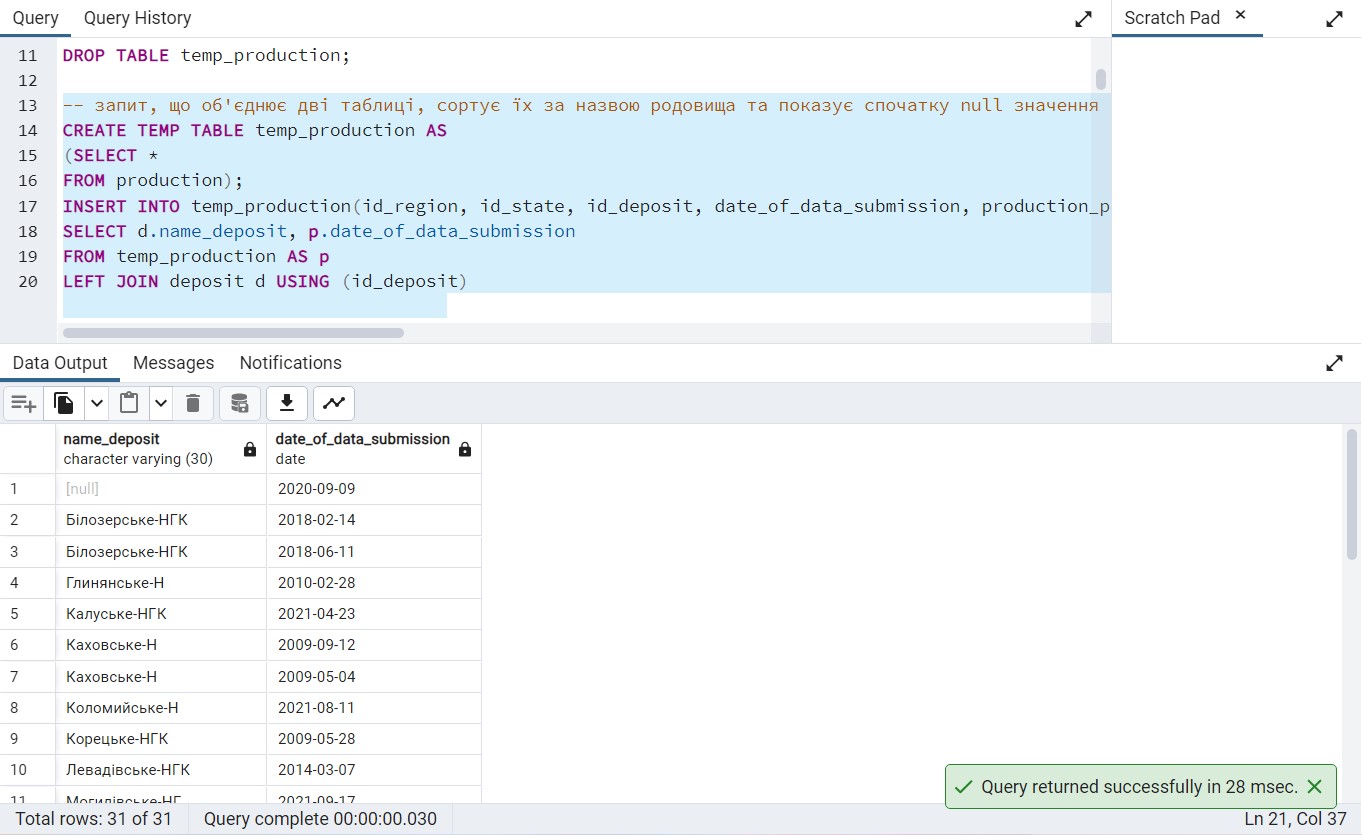 Query Query History
Scratch Pad
11 DROP TABLE temp_production;
12
13 -- запит, що об'єднює дві таблиці, сортує їх за назвою родовища та показує спочатку null значення
14 CREATE TEMP TABLE temp_production AS
15 (SELECT *
16 FROM production);
17 INSERT INTO temp_production(id_region, id_state, id_deposit, date_of_data_submission, production_p
18 SELECT d.name_deposit, p.date_of_data_submission
19 FROM temp_production AS p
20 LEFT JOIN deposit d USING (id_deposit)
Data Output Messages Notifications
name_deposit date_of_data_submission
character varying (30) date
1 [null] 2020-09-09
2 Білозерське-НГК 2018-02-14
3 Білозерське-НГК 2018-06-11
4 Глинянське-Н 2010-02-28
5 Калуське-НГК 2021-04-23
6 Каховське-Н 2009-09-12
7 Каховське-Н 2009-05-04
8 Коломийське-Н 2021-08-11
9 Корецьке-НГК 2009-05-28
10 Левадівське-НГК 2014-03-07
11 Могилівське-НГ 2021-09-17
Query returned successfully in 28 msec.
Total rows: 31 of 31 Query complete 00:00:00.030 Ln 21, Col 37